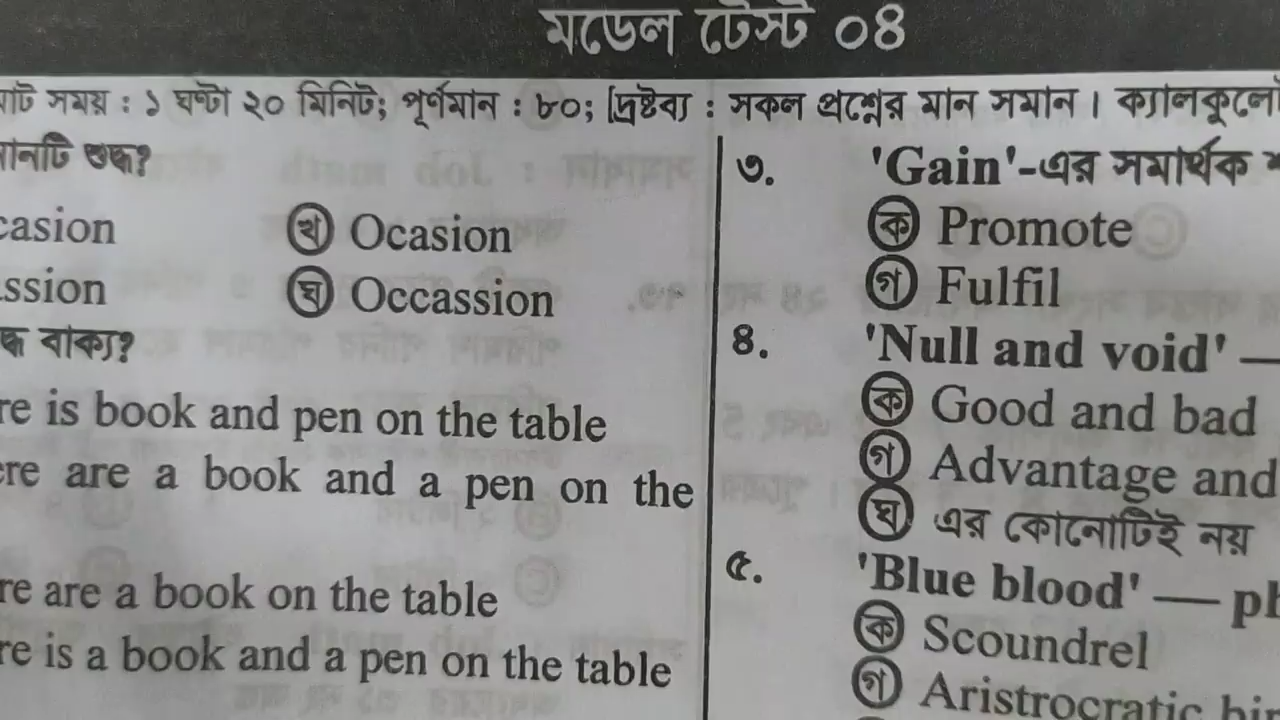 মডেল টেস্ট ০৪
সময় : ১ ঘণ্টা ২০ মিনিট; পূর্ণমান : ৮০; দ্রষ্টব্য : সকল প্রশ্নের মান সমান।
শুদ্ধ?
casion
খ Ocasion
ssion
ঘ Occassion
বাক্য?
re is book and pen on the table
ere are a book and a pen on the
re are a book on the table
re is a book and a pen on the table
৩. 'Gain'-এর সমার্থক
ক Promote
গ Fulfil
৪. 'Null and void' —
ক Good and bad
গ Advantage and
ঘ এর কোনোটিই নয়
৫. 'Blue blood' — ph
ক Scoundrel
গ Aristrocratic bir